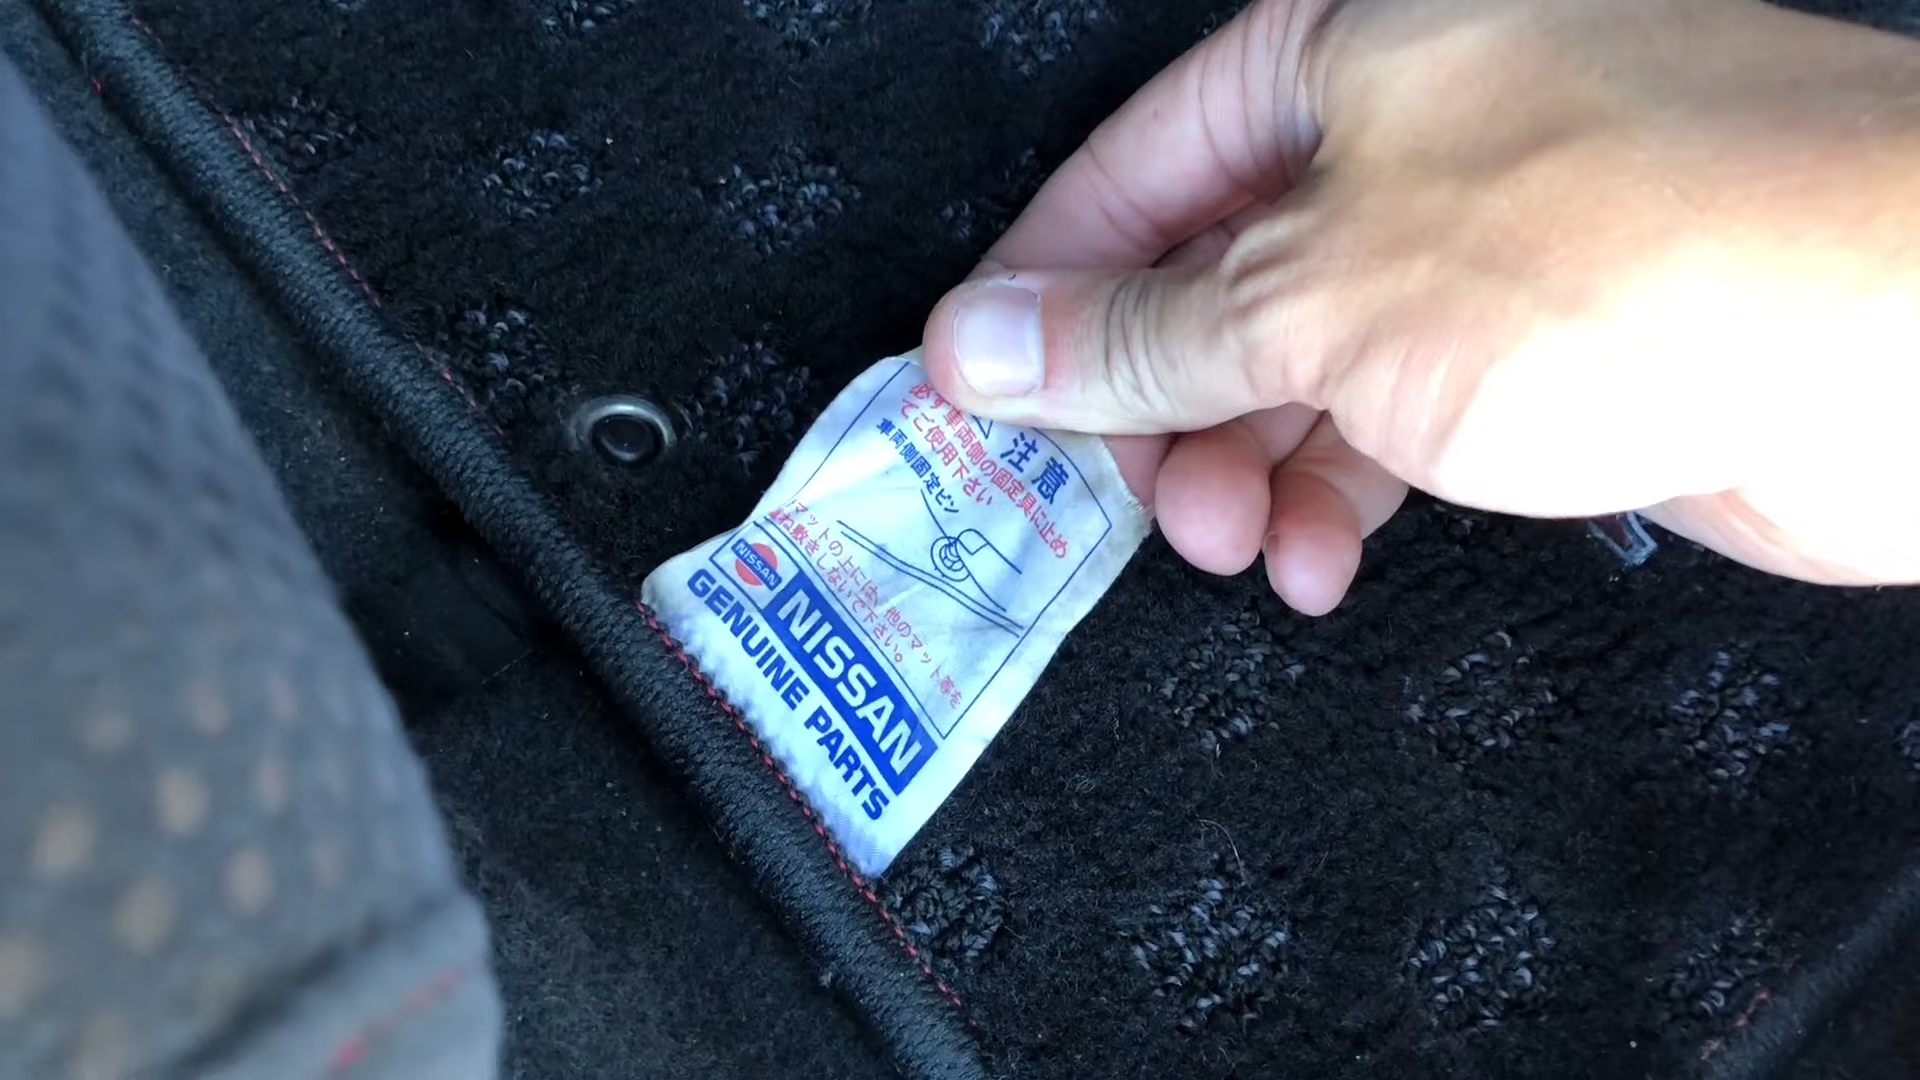 注意
必ず車両側の固定具に止め
てご使用下さい
車両側固定ピン
マットの上には、他のマット等を
重ね敷きしないで下さい。
NISSAN
NISSAN
GENUINE PARTS